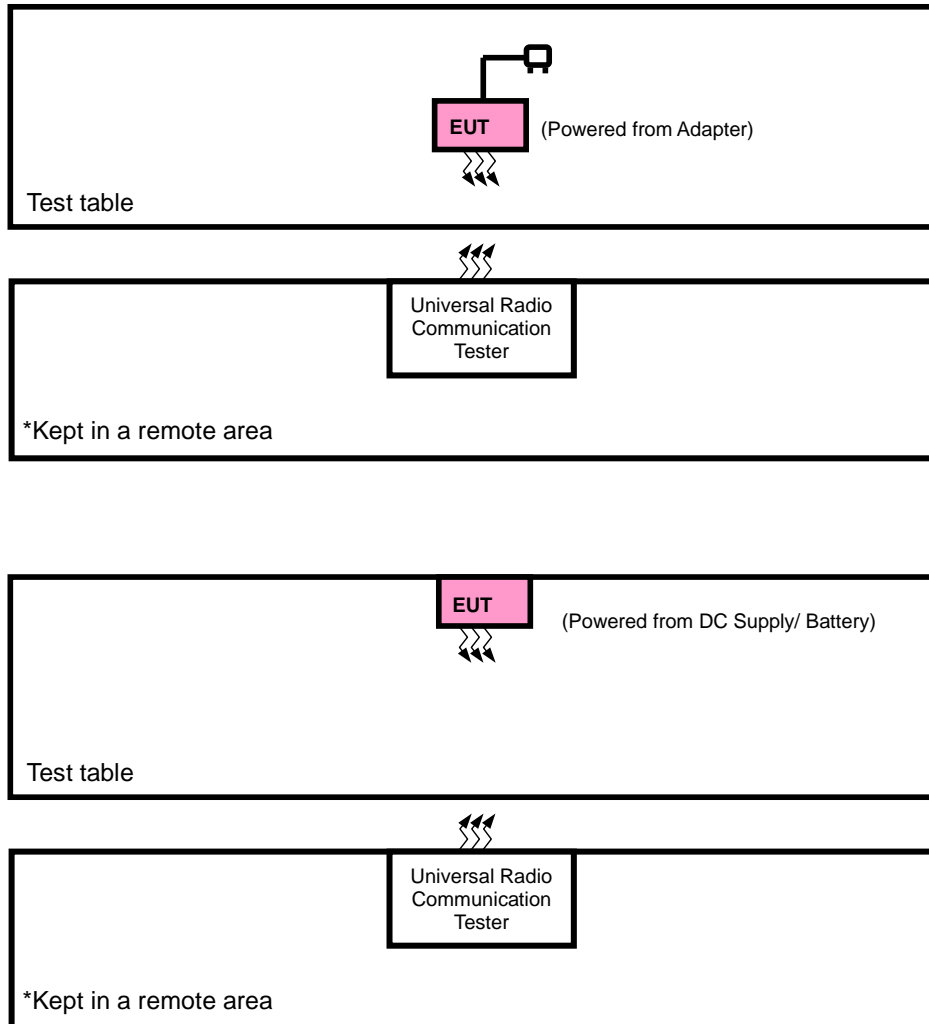 EUT
(Powered from Adapter)
Test table
Universal Radio
Communication
Tester
*Kept in a remote area
EUT
(Powered from DC Supply/ Battery)
Test table
Universal Radio
Communication
Tester
*Kept in a remote area